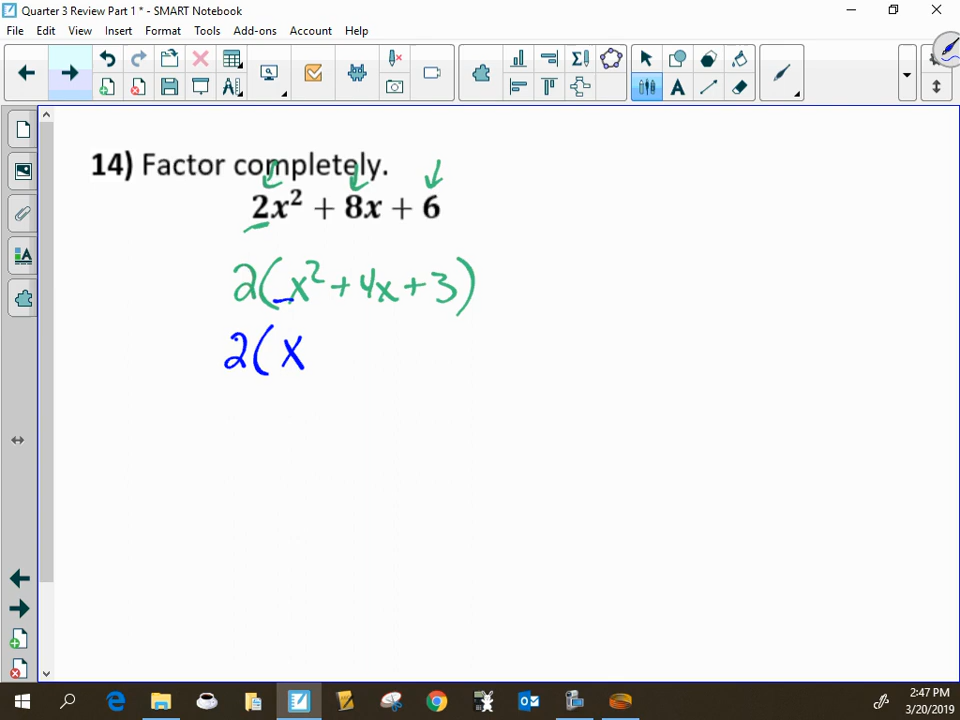 Quarter 3 Review Part 1 * - SMART Notebook
File Edit View Insert Format Tools Add-ons Account Help
14) Factor completely.
2x² + 8x + 6
2(x² + 4x + 3)
2( x
2:47 PM
3/20/2019